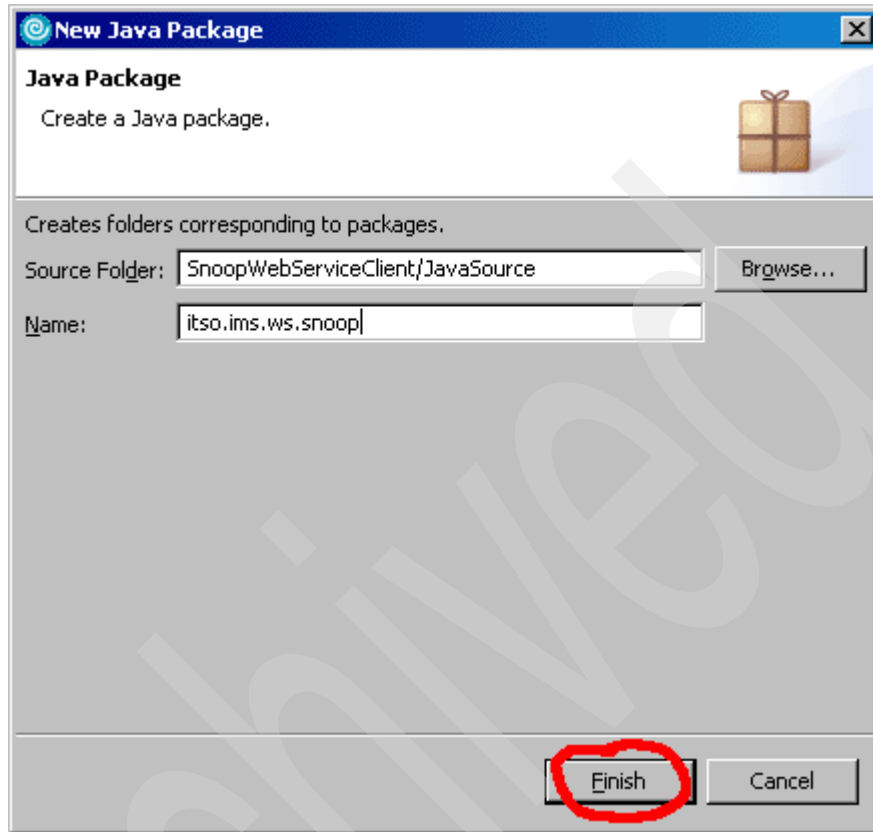 New Java Package
Java Package
Create a Java package.
Creates folders corresponding to packages.
Source Folder: SnoopWebServiceClient/JavaSource Browse...
Name: itso.ims.ws.snoop
Finish Cancel